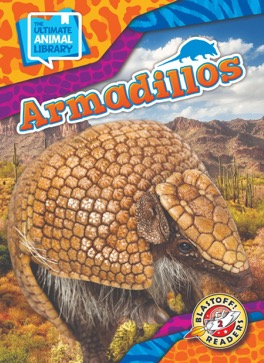 THE
ULTIMATE
ANIMAL
LIBRARY
Armadillos
BLASTOFF!
2
READERS